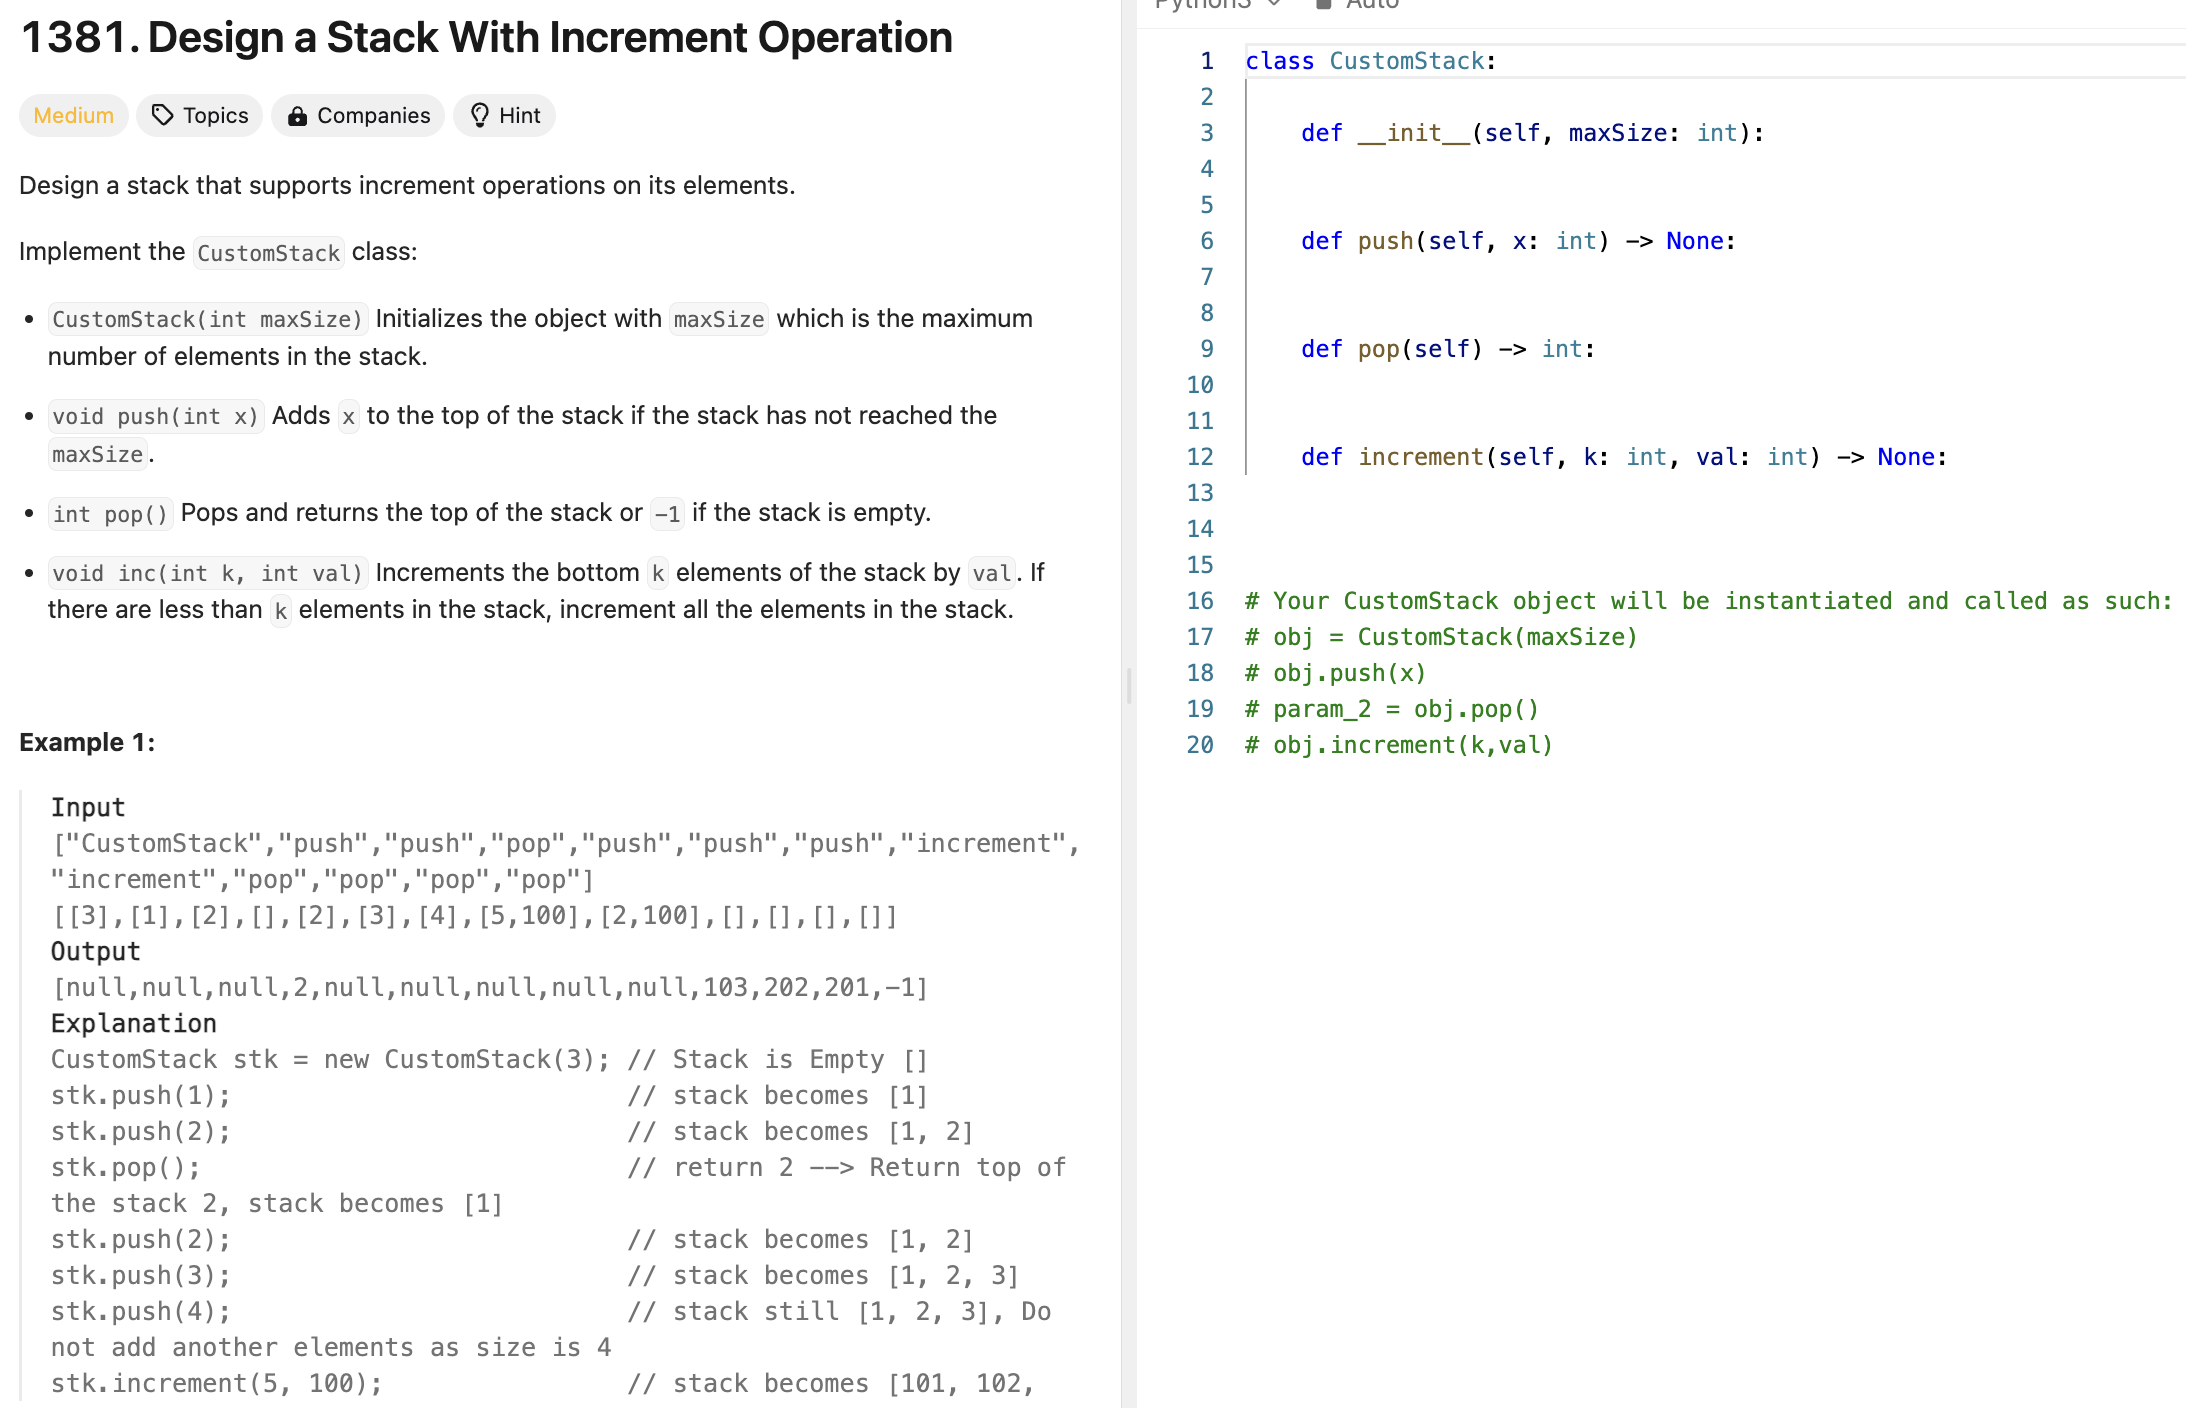 1381. Design a Stack With Increment Operation
Medium Topics Companies Hint
Design a stack that supports increment operations on its elements.
Implement the CustomStack class:
• CustomStack(int maxSize) Initializes the object with maxSize which is the maximum
number of elements in the stack.
• void push(int x) Adds x to the top of the stack if the stack has not reached the
maxSize.
• int pop() Pops and returns the top of the stack or -1 if the stack is empty.
• void inc(int k, int val) Increments the bottom k elements of the stack by val. If
there are less than k elements in the stack, increment all the elements in the stack.
Example 1:
Input
["CustomStack","push","push","pop","push","push","push","increment",
"increment","pop","pop","pop","pop"]
[[3],[1],[2],[],[2],[3],[4],[5,100],[2,100],[],[],[],[]]
Output
[null,null,null,2,null,null,null,null,null,103,202,201,-1]
Explanation
CustomStack stk = new CustomStack(3); // Stack is Empty []
stk.push(1); // stack becomes [1]
stk.push(2); // stack becomes [1, 2]
stk.pop(); // return 2 --> Return top of
the stack 2, stack becomes [1]
stk.push(2); // stack becomes [1, 2]
stk.push(3); // stack becomes [1, 2, 3]
stk.push(4); // stack still [1, 2, 3], Do
not add another elements as size is 4
stk.increment(5, 100); // stack becomes [101, 102,
Python3 Auto
1 class CustomStack:
2
3 def __init__(self, maxSize: int):
4
5
6 def push(self, x: int) -> None:
7
8
9 def pop(self) -> int:
10
11
12 def increment(self, k: int, val: int) -> None:
13
14
15
16 # Your CustomStack object will be instantiated and called as such:
17 # obj = CustomStack(maxSize)
18 # obj.push(x)
19 # param_2 = obj.pop()
20 # obj.increment(k,val)